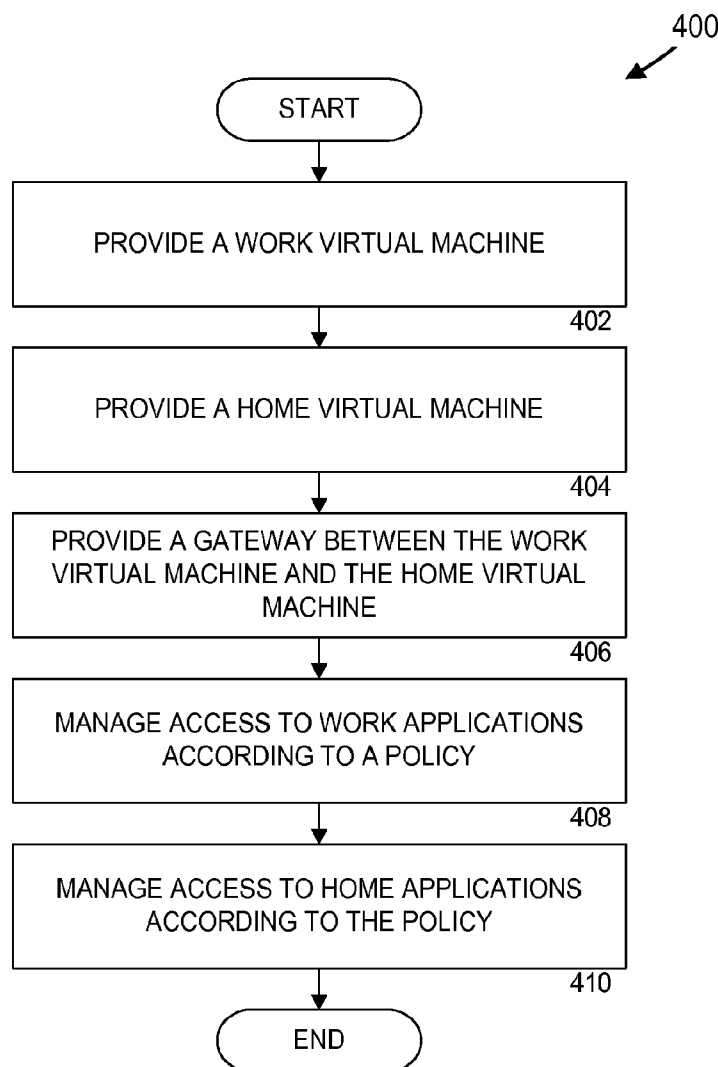 400
START
PROVIDE A WORK VIRTUAL MACHINE
402
PROVIDE A HOME VIRTUAL MACHINE
404
PROVIDE A GATEWAY BETWEEN THE WORK
VIRTUAL MACHINE AND THE HOME VIRTUAL
MACHINE
406
MANAGE ACCESS TO WORK APPLICATIONS
ACCORDING TO A POLICY
408
MANAGE ACCESS TO HOME APPLICATIONS
ACCORDING TO THE POLICY
410
END